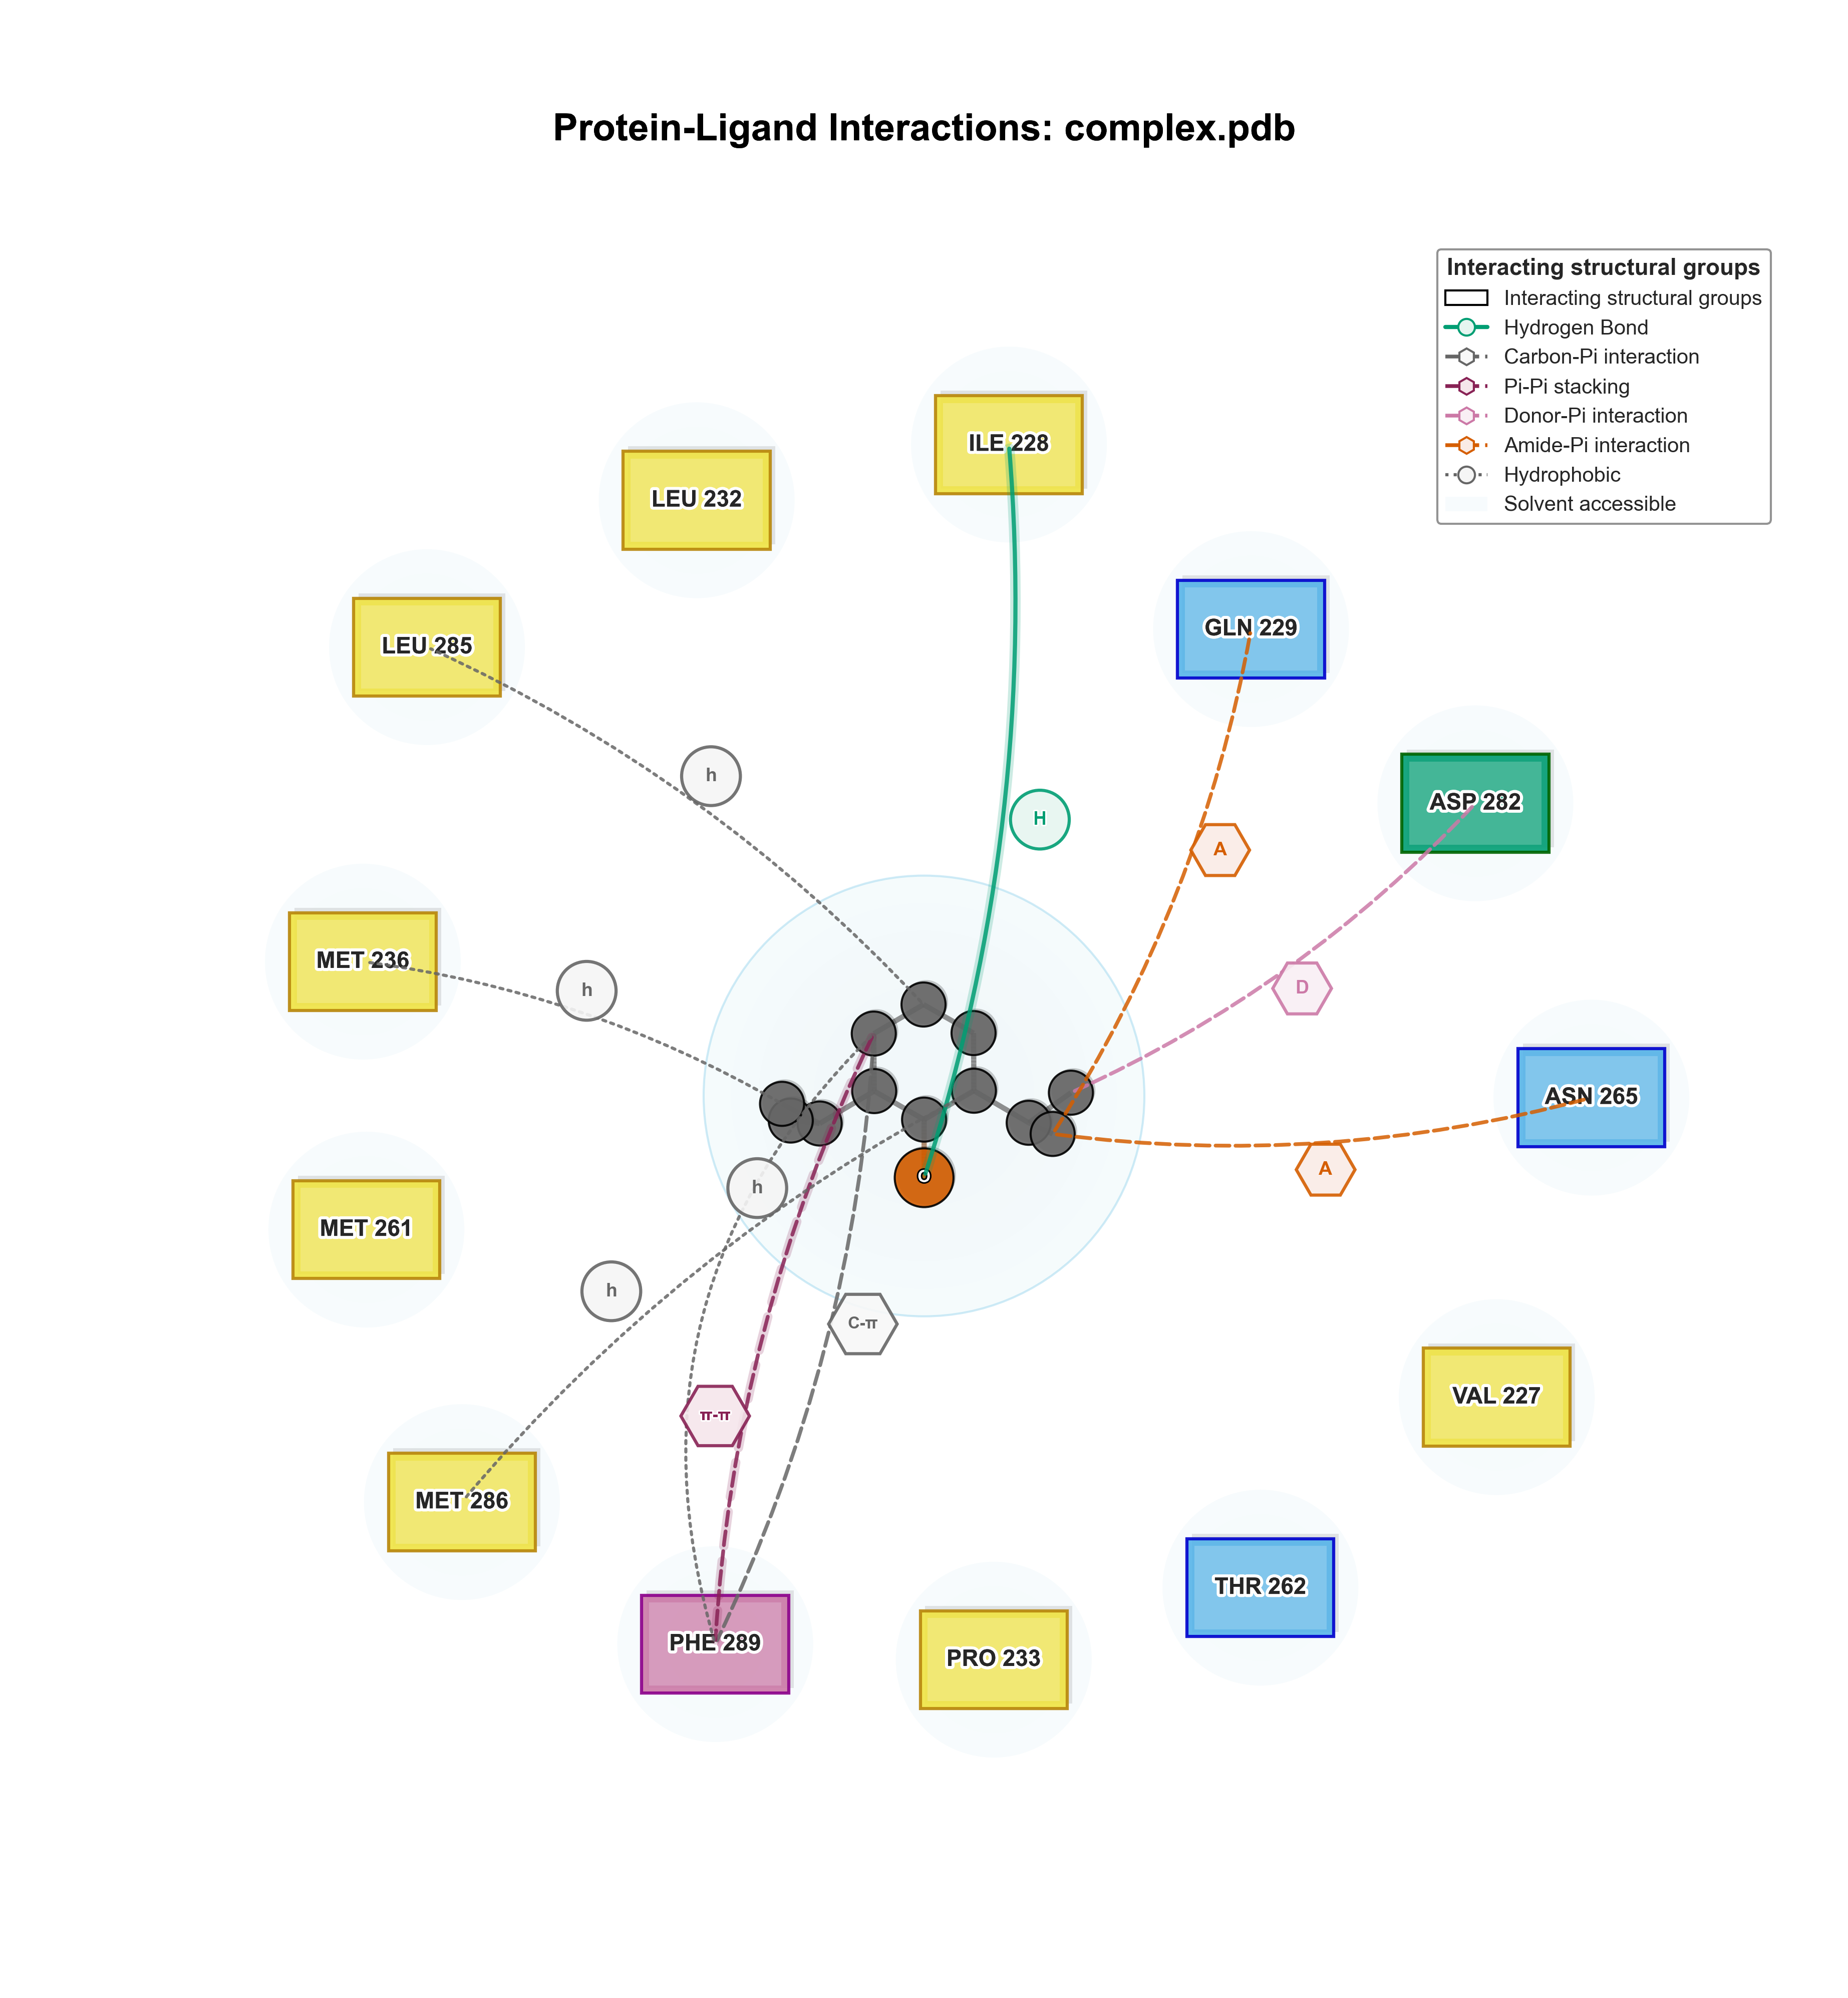 Protein-Ligand Interactions: complex.pdb
Interacting structural groups
Interacting structural groups
Hydrogen Bond
Carbon-Pi interaction
Pi-Pi stacking
Donor-Pi interaction
Amide-Pi interaction
Hydrophobic
Solvent accessible
ILE 228
LEU 232
GLN 229
LEU 285
h
ASP 282
H
A
MET 236
h
D
ASN 265
A
O
h
MET 261
h
C-π
VAL 227
π-π
MET 286
THR 262
PHE 289
PRO 233